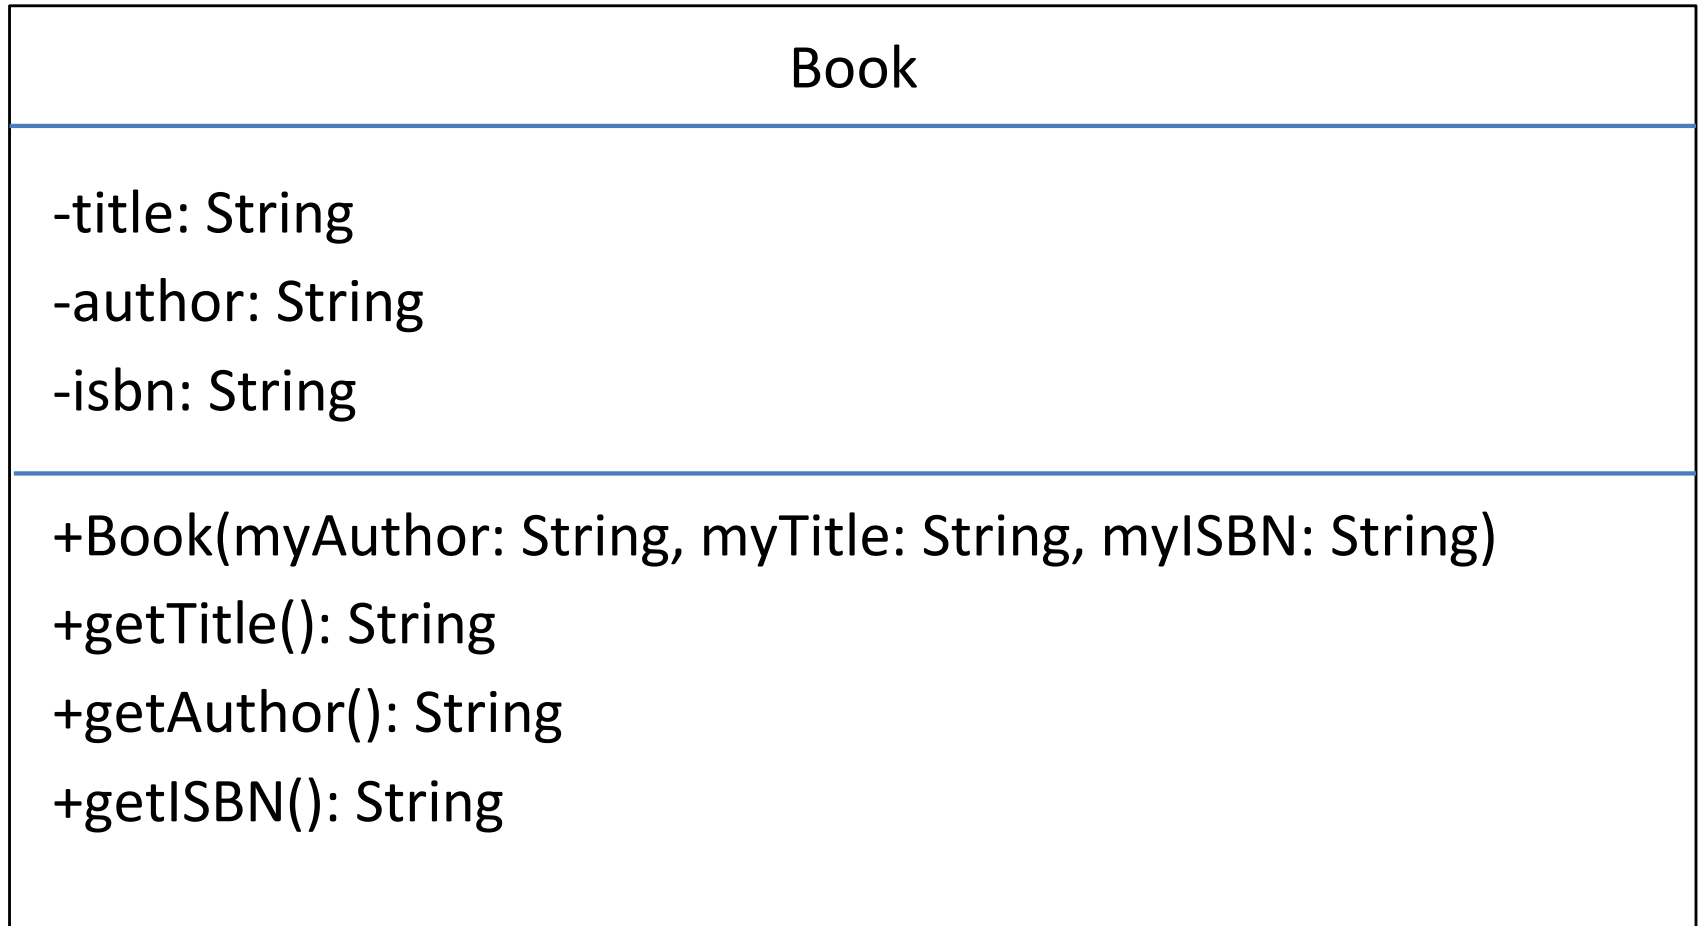 Book
-title: String
-author: String
-isbn: String
+Book(myAuthor: String, myTitle: String, myISBN: String)
+getTitle(): String
+getAuthor(): String
+getISBN(): String